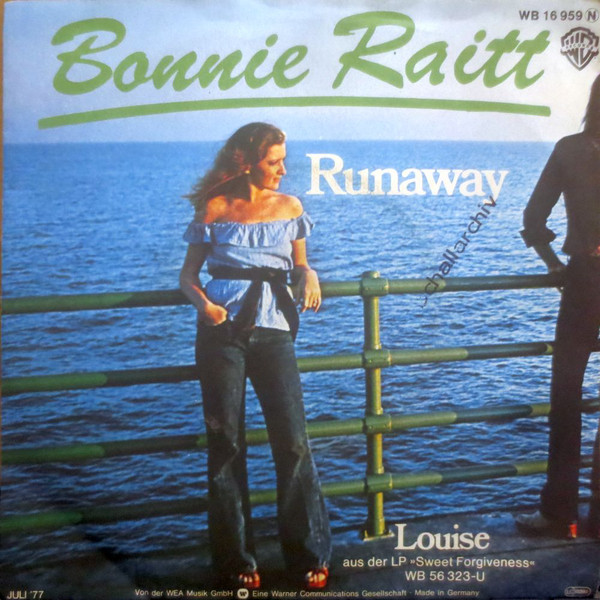 WB 16 959 N
Bonnie Raitt
Runaway
Louise
aus der LP "Sweet Forgiveness"
WB 56 323-U
JULI '77
Von der WEA Musik GmbH Eine Warner Communications Gesellschaft · Made in Germany